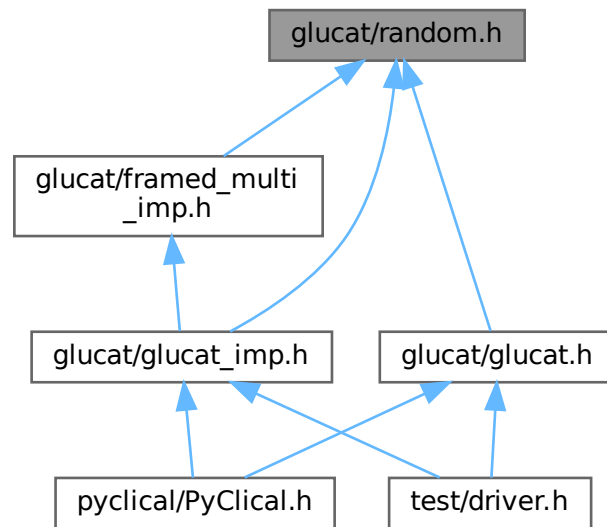 glucat/random.h
glucat/framed_multi
_imp.h
glucat/glucat_imp.h
glucat/glucat.h
pyclical/PyClical.h
test/driver.h